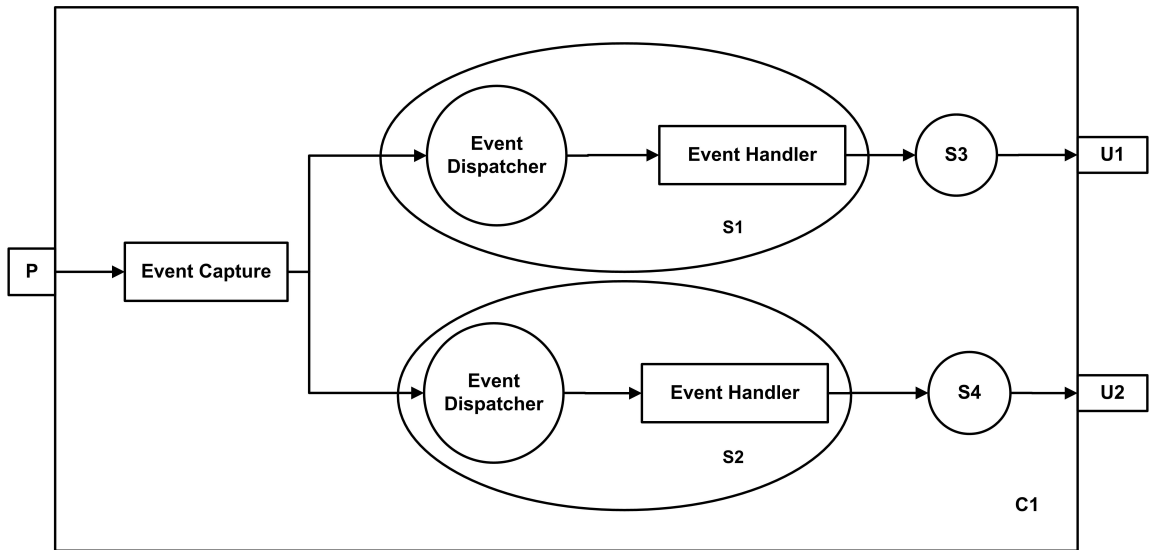 Event
Dispatcher
Event Handler
S3
U1
S1
P
Event Capture
Event
Dispatcher
Event Handler
S4
U2
S2
C1